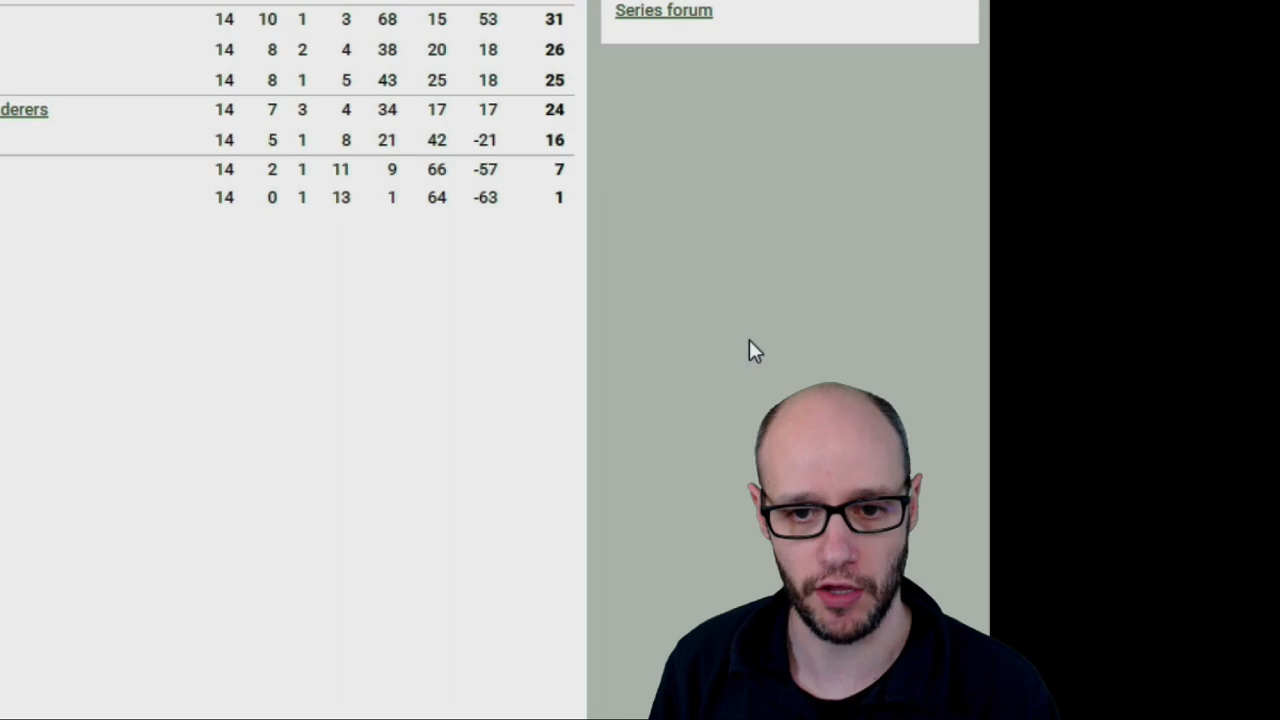 Series forum
14 10 1 3 68 15 53 31
14 8 2 4 38 20 18 26
14 8 1 5 43 25 18 25
derers 14 7 3 4 34 17 17 24
14 5 1 8 21 42 -21 16
14 2 1 11 9 66 -57 7
14 0 1 13 1 64 -63 1